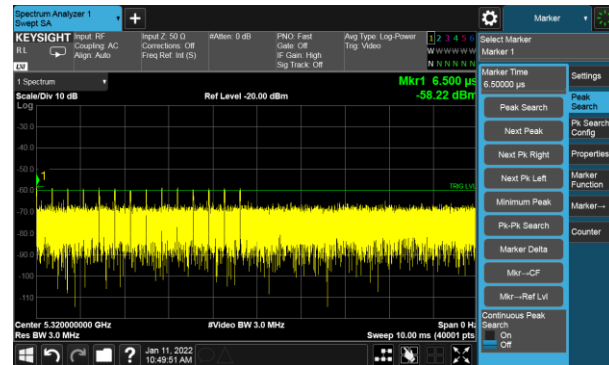 Spectrum Analyzer 1
Swept SA
Marker
KEYSIGHT
RL
Input: RF
Coupling: AC
Align: Auto
Input Z: 50 Ω
Corrections: Off
Freq Ref: Int (S)
#Atten: 0 dB
PNO: Fast
Gate: Off
IF Gain: High
Sig Track: Off
Avg Type: Log-Power
Trig: Video
1 2 3 4 5 6
W W W W W W
N N N N N N
Select Marker
Marker 1
1 Spectrum
Scale/Div 10 dB
Log
Ref Level -20.00 dBm
Mkr1 6.500 µs
-58.22 dBm
-30.0
-40.0
-50.0
-60.0
-70.0
-80.0
-90.0
-100
-110
1
TRIG LVL
Center 5.320000000 GHz
Res BW 3.0 MHz
#Video BW 3.0 MHz
Span 0 Hz
Sweep 10.00 ms (40001 pts)
Marker Time
6.50000 µs
Peak Search
Next Peak
Next Pk Right
Next Pk Left
Minimum Peak
Pk-Pk Search
Marker Delta
Mkr→CF
Mkr→Ref Lvl
Continuous Peak
Search
On
Off
Settings
Peak
Search
Pk Search
Config
Properties
Marker
Function
Marker→
Counter
?
Jan 11, 2022
10:49:51 AM